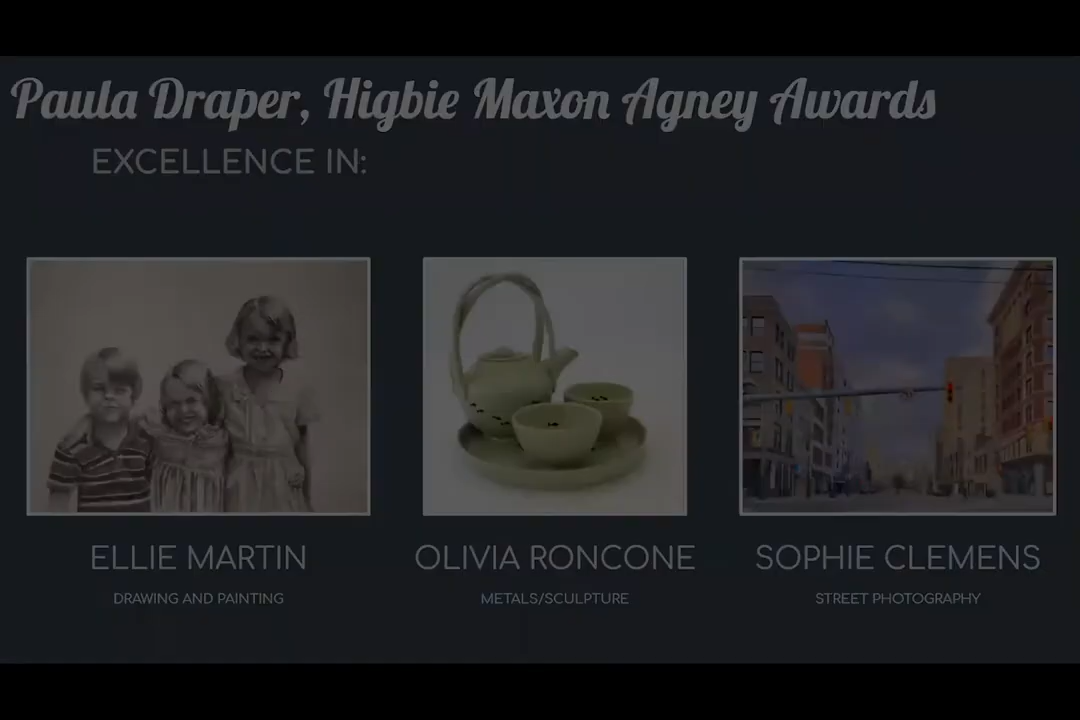 Paula Draper, Higbie Maxon Agney Awards
EXCELLENCE IN:
ELLIE MARTIN
DRAWING AND PAINTING
OLIVIA RONCONE
METALS/SCULPTURE
SOPHIE CLEMENS
STREET PHOTOGRAPHY